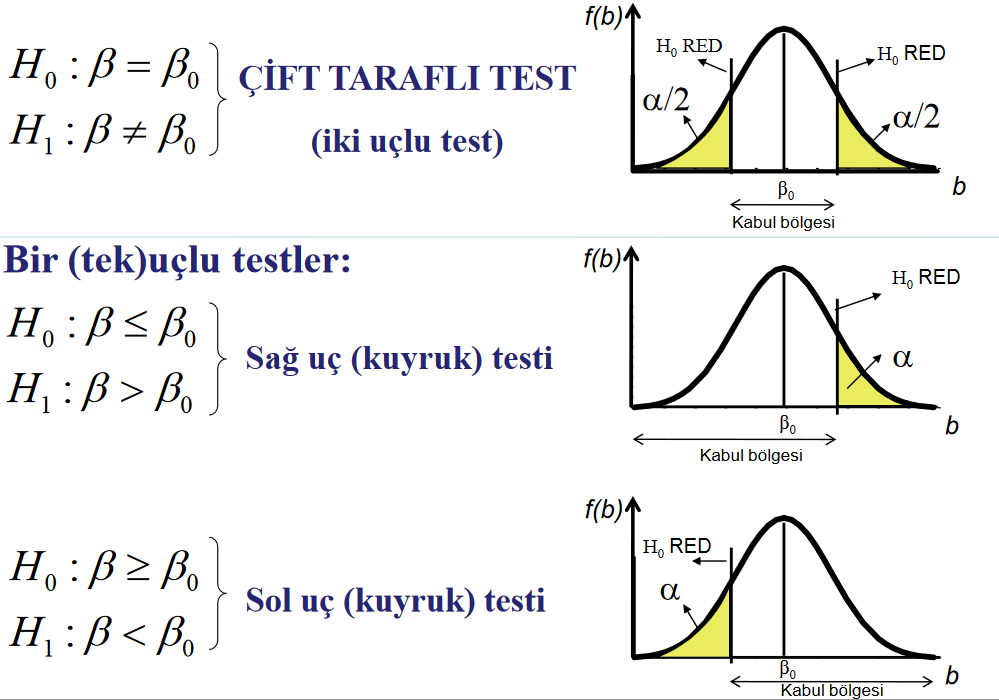 H₀ : β = β₀
H₁ : β ≠ β₀
ÇİFT TARAFLI TEST
(iki uçlu test)
f(b)
H₀ RED
H₀ RED
α/2
α/2
β₀
b
Kabul bölgesi
Bir (tek)uçlu testler:
H₀ : β ≤ β₀
H₁ : β > β₀
Sağ uç (kuyruk) testi
f(b)
H₀ RED
α
β₀
b
Kabul bölgesi
H₀ : β ≥ β₀
H₁ : β < β₀
Sol uç (kuyruk) testi
f(b)
H₀ RED
α
β₀
b
Kabul bölgesi